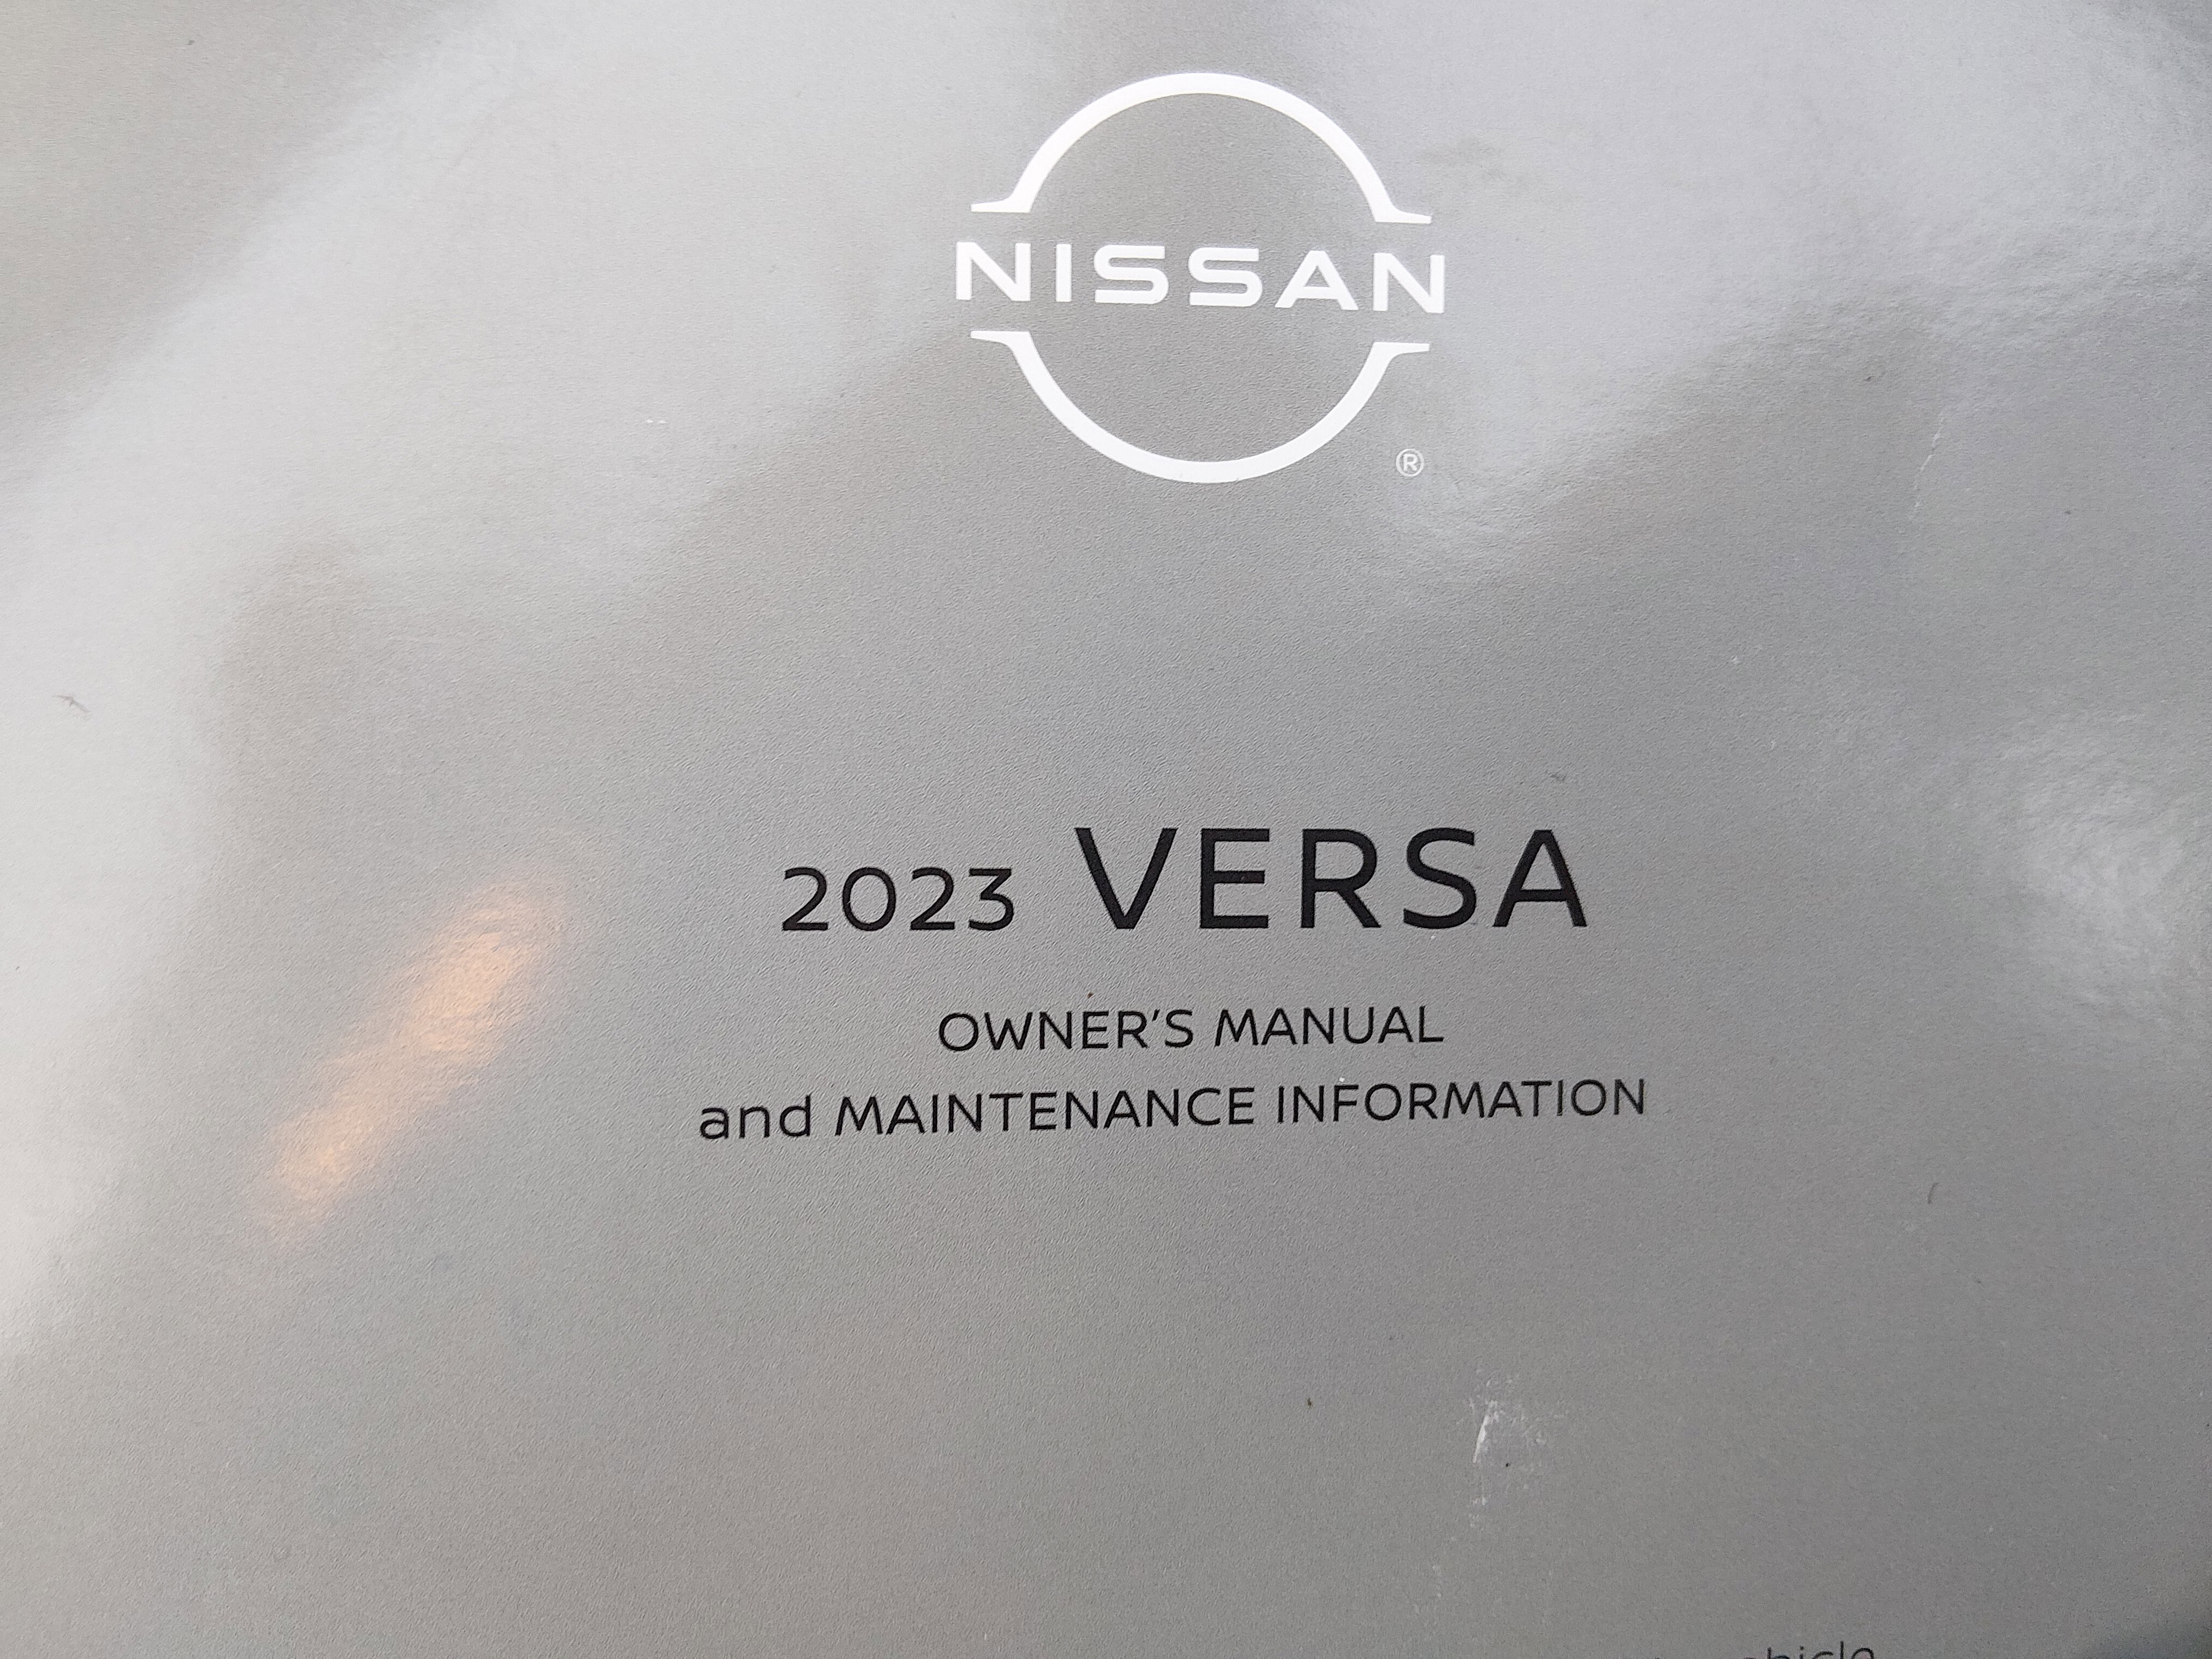 NISSAN
®
2023 VERSA
OWNER'S MANUAL
and MAINTENANCE INFORMATION